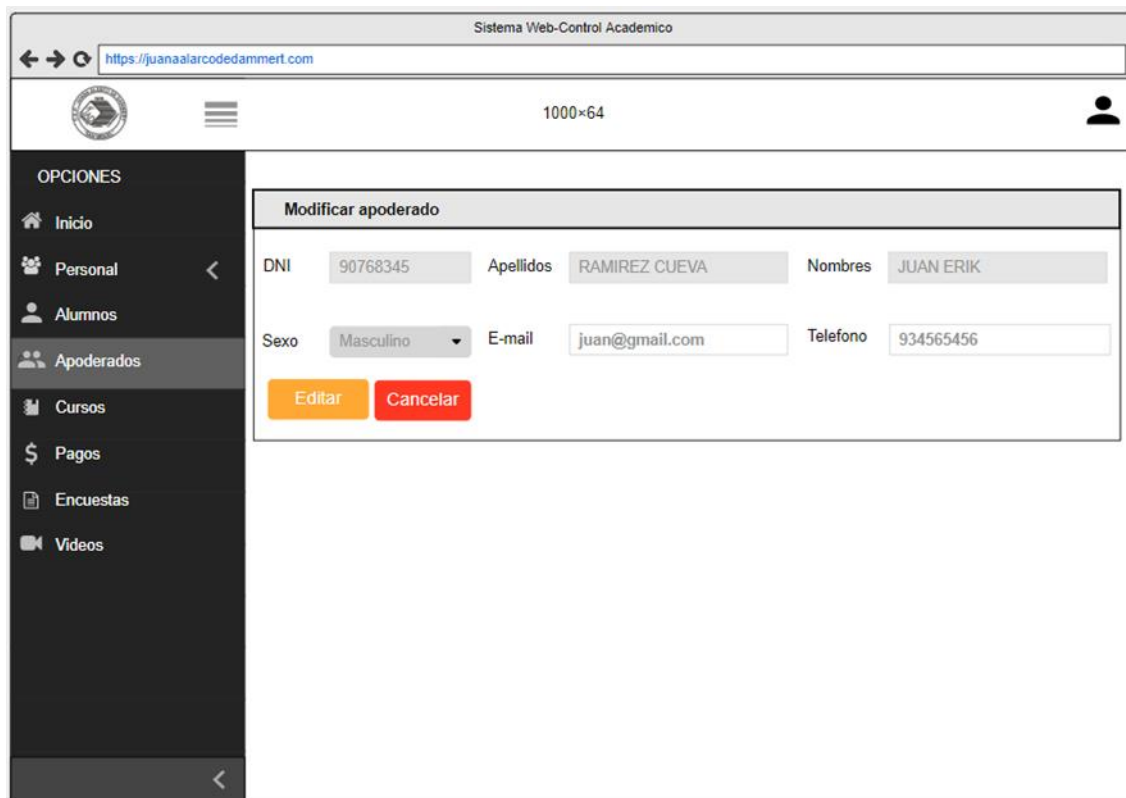 Sistema Web-Control Academico
https://juanaalarcodedammert.com
1000×64
OPCIONES
Inicio
Personal
Alumnos
Apoderados
Cursos
Pagos
Encuestas
Videos
Modificar apoderado
DNI 90768345 Apellidos RAMIREZ CUEVA Nombres JUAN ERIK
Sexo Masculino E-mail juan@gmail.com Telefono 934565456
Editar Cancelar